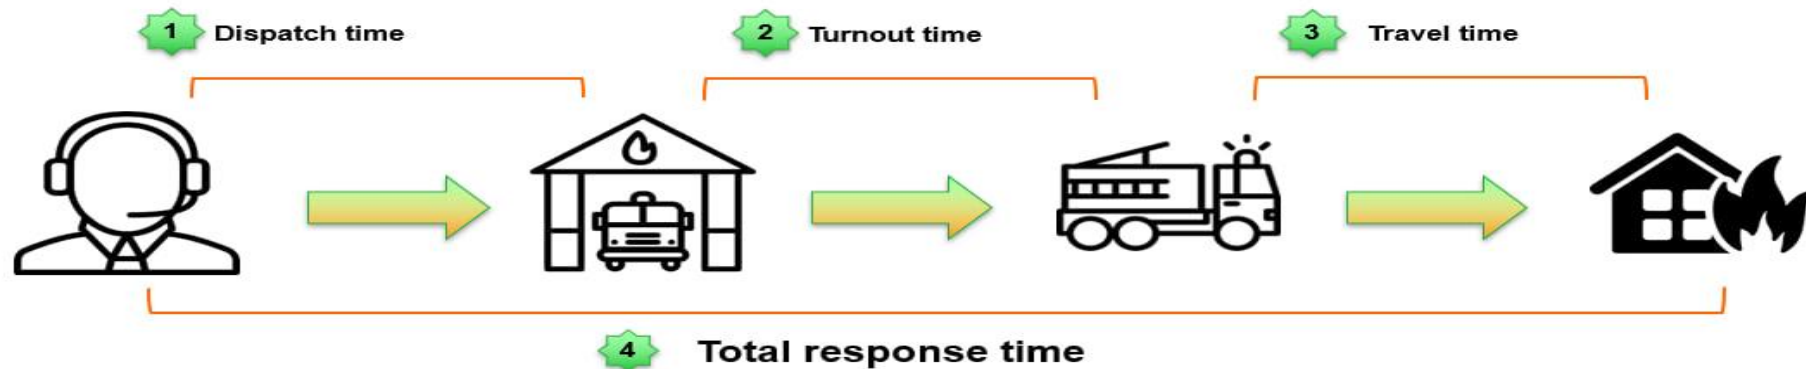 1 Dispatch time
2 Turnout time
3 Travel time
4 Total response time